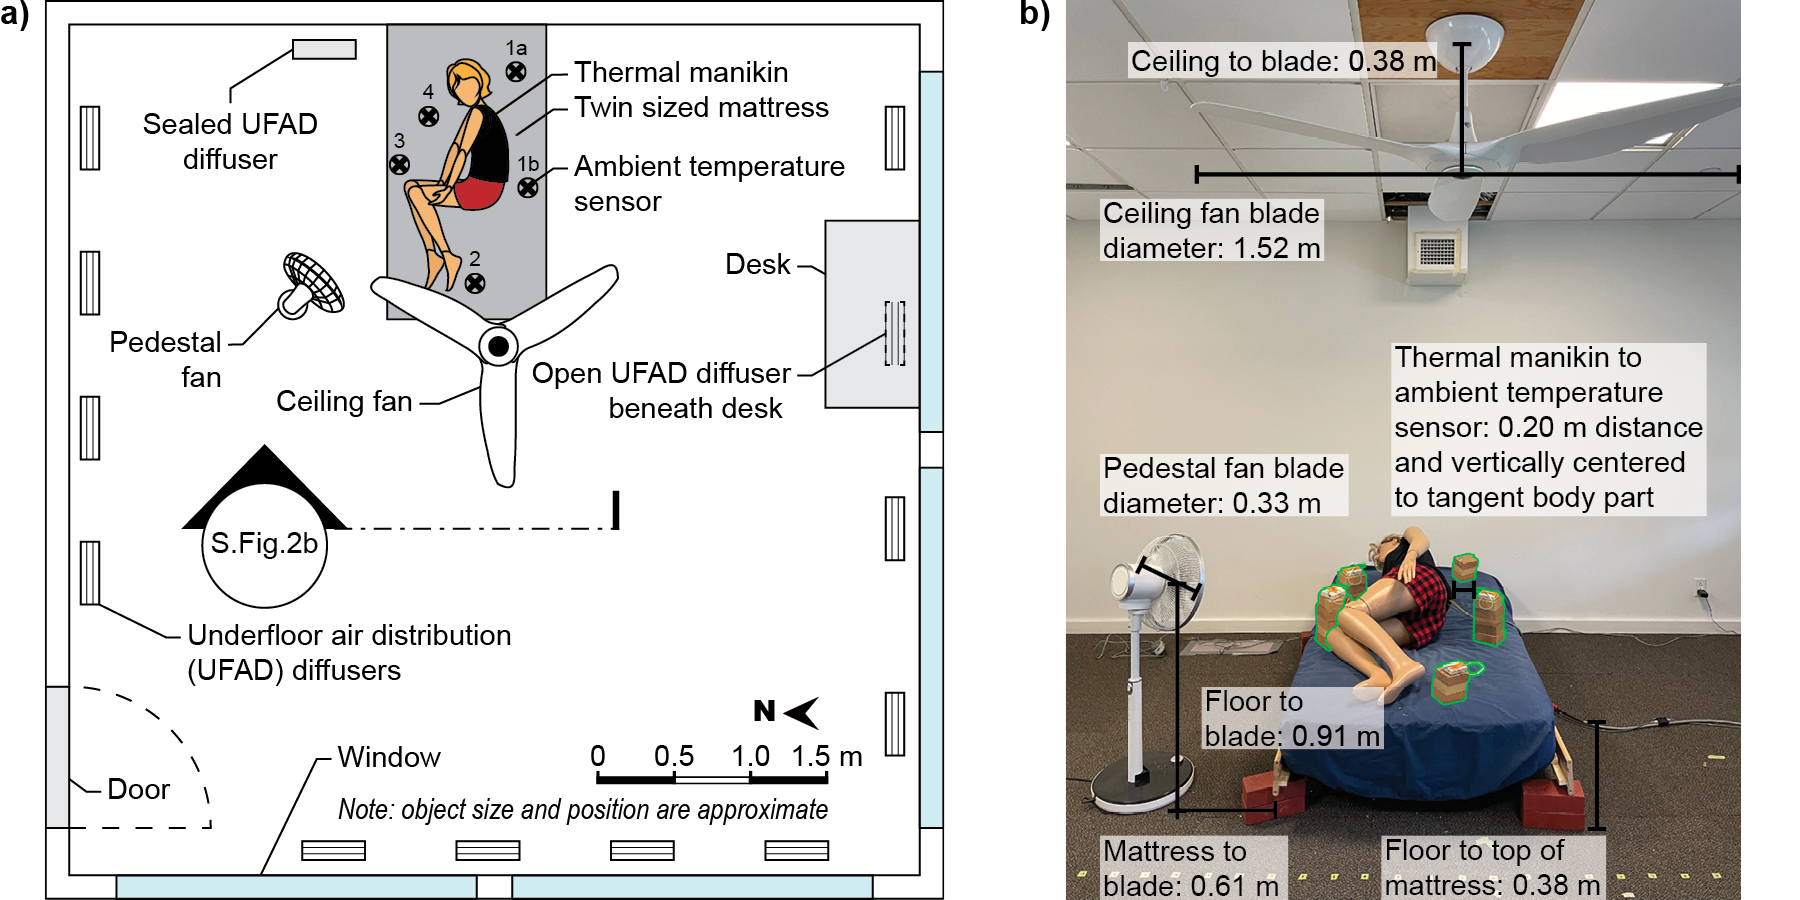 a)
1a
Thermal manikin
Twin sized mattress
4
Sealed UFAD
diffuser
3
1b
Ambient temperature
sensor
2
Desk
Pedestal
fan
Open UFAD diffuser
beneath desk
Ceiling fan
S.Fig.2b
Underfloor air distribution
(UFAD) diffusers
N
Window
0 0.5 1.0 1.5 m
Door
Note: object size and position are approximate
b)
Ceiling to blade: 0.38 m
Ceiling fan blade
diameter: 1.52 m
Thermal manikin to
ambient temperature
sensor: 0.20 m distance
and vertically centered
to tangent body part
Pedestal fan blade
diameter: 0.33 m
Floor to
blade: 0.91 m
Mattress to
blade: 0.61 m
Floor to top of
mattress: 0.38 m